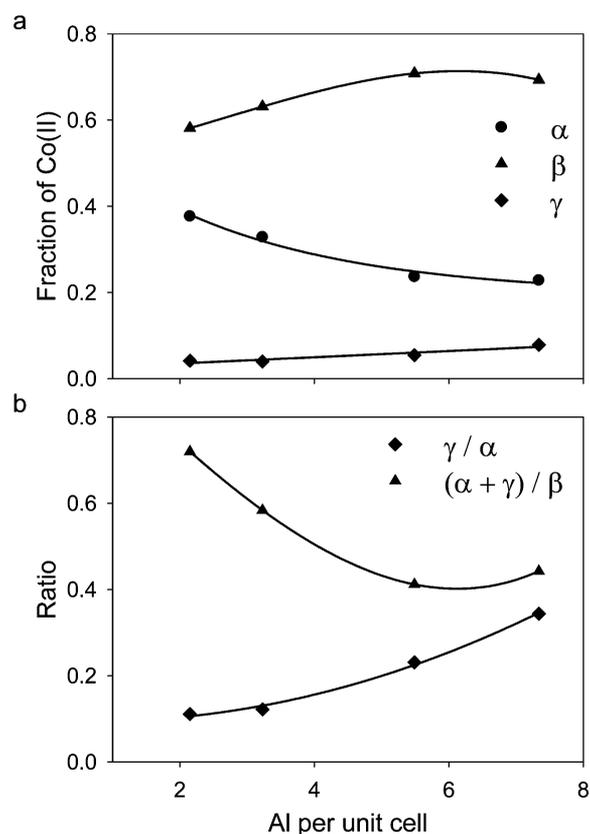 a
0.8
0.6
0.4
0.2
0.0
Fraction of Co(II)
α
β
γ
b
0.8
0.6
0.4
0.2
0.0
Ratio
γ / α
(α + γ) / β
2 4 6 8
Al per unit cell